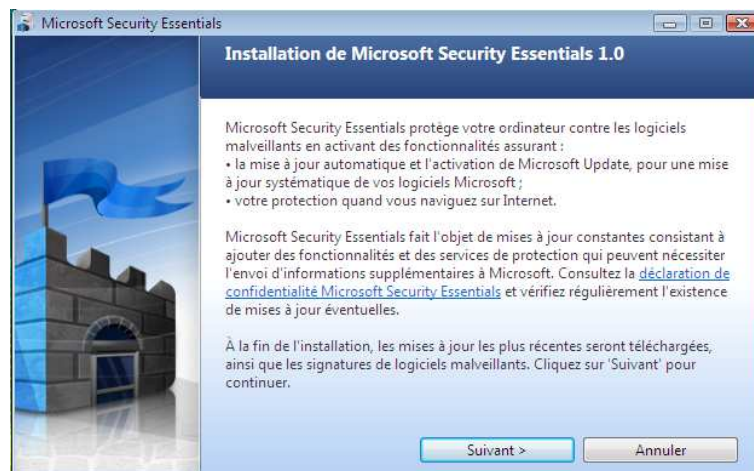 Microsoft Security Essentials
Installation de Microsoft Security Essentials 1.0
Microsoft Security Essentials protège votre ordinateur contre les logiciels
malveillants en activant des fonctionnalités assurant :
• la mise à jour automatique et l'activation de Microsoft Update, pour une mise
à jour systématique de vos logiciels Microsoft ;
• votre protection quand vous naviguez sur Internet.
Microsoft Security Essentials fait l'objet de mises à jour constantes consistant à
ajouter des fonctionnalités et des services de protection qui peuvent nécessiter
l'envoi d'informations supplémentaires à Microsoft. Consultez la déclaration de
confidentialité Microsoft Security Essentials et vérifiez régulièrement l'existence
de mises à jour éventuelles.
À la fin de l'installation, les mises à jour les plus récentes seront téléchargées,
ainsi que les signatures de logiciels malveillants. Cliquez sur 'Suivant' pour
continuer.
Suivant >
Annuler